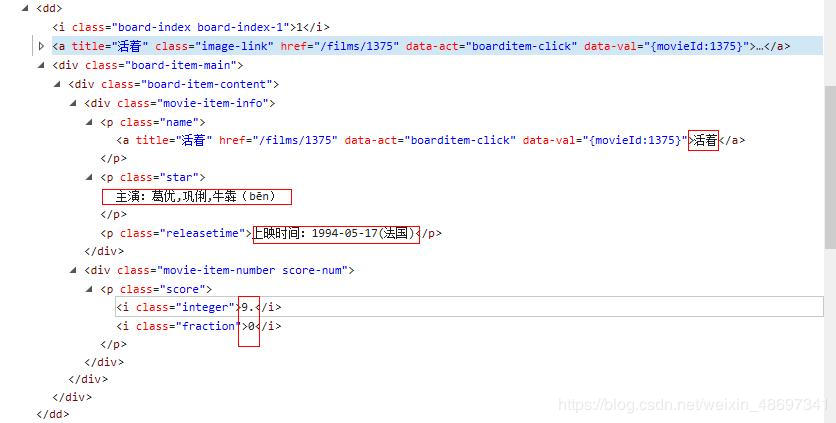 <dd>
<i class="board-index board-index-1">1</i>
<a title="活着" class="image-link" href="/films/1375" data-act="boarditem-click" data-val="{movieId:1375}">…</a>
<div class="board-item-main">
<div class="board-item-content">
<div class="movie-item-info">
<p class="name">
<a title="活着" href="/films/1375" data-act="boarditem-click" data-val="{movieId:1375}">活着</a>
</p>
<p class="star">
主演：葛优,巩俐,牛犇（bēn）
</p>
<p class="releasetime">上映时间：1994-05-17(法国)</p>
</div>
<div class="movie-item-number score-num">
<p class="score">
<i class="integer">9.</i>
<i class="fraction">0</i>
</p>
</div>
</div>
</div>
</dd>
https://blog.csdn.net/weixin_48697341